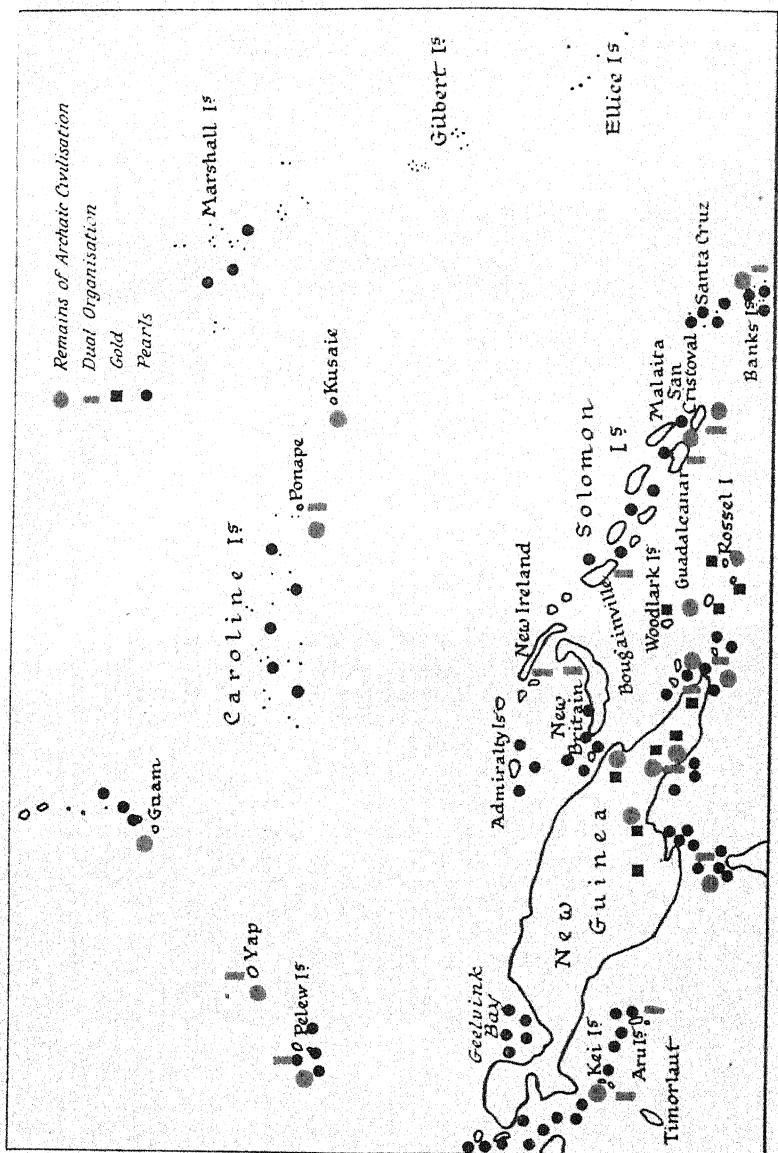 Remains of Archaic Civilisation
Dual Organisation
Gold
Pearls
Marshall Is
Gilbert Is
Ellice Is
Guam
Caroline Is
Yap
Pelew Is
Ponape
Kusaie
Geelvink
Bay
Admiralty Is
New Ireland
New
Britain
Solomon
Is
Bougainville
Malaita
San
Cristoval
Santa Cruz
Banks Is
New
Guinea
Woodlark Is
Guadalcanar
Rossel I
Kei Is
Aru Is
Timorlaut